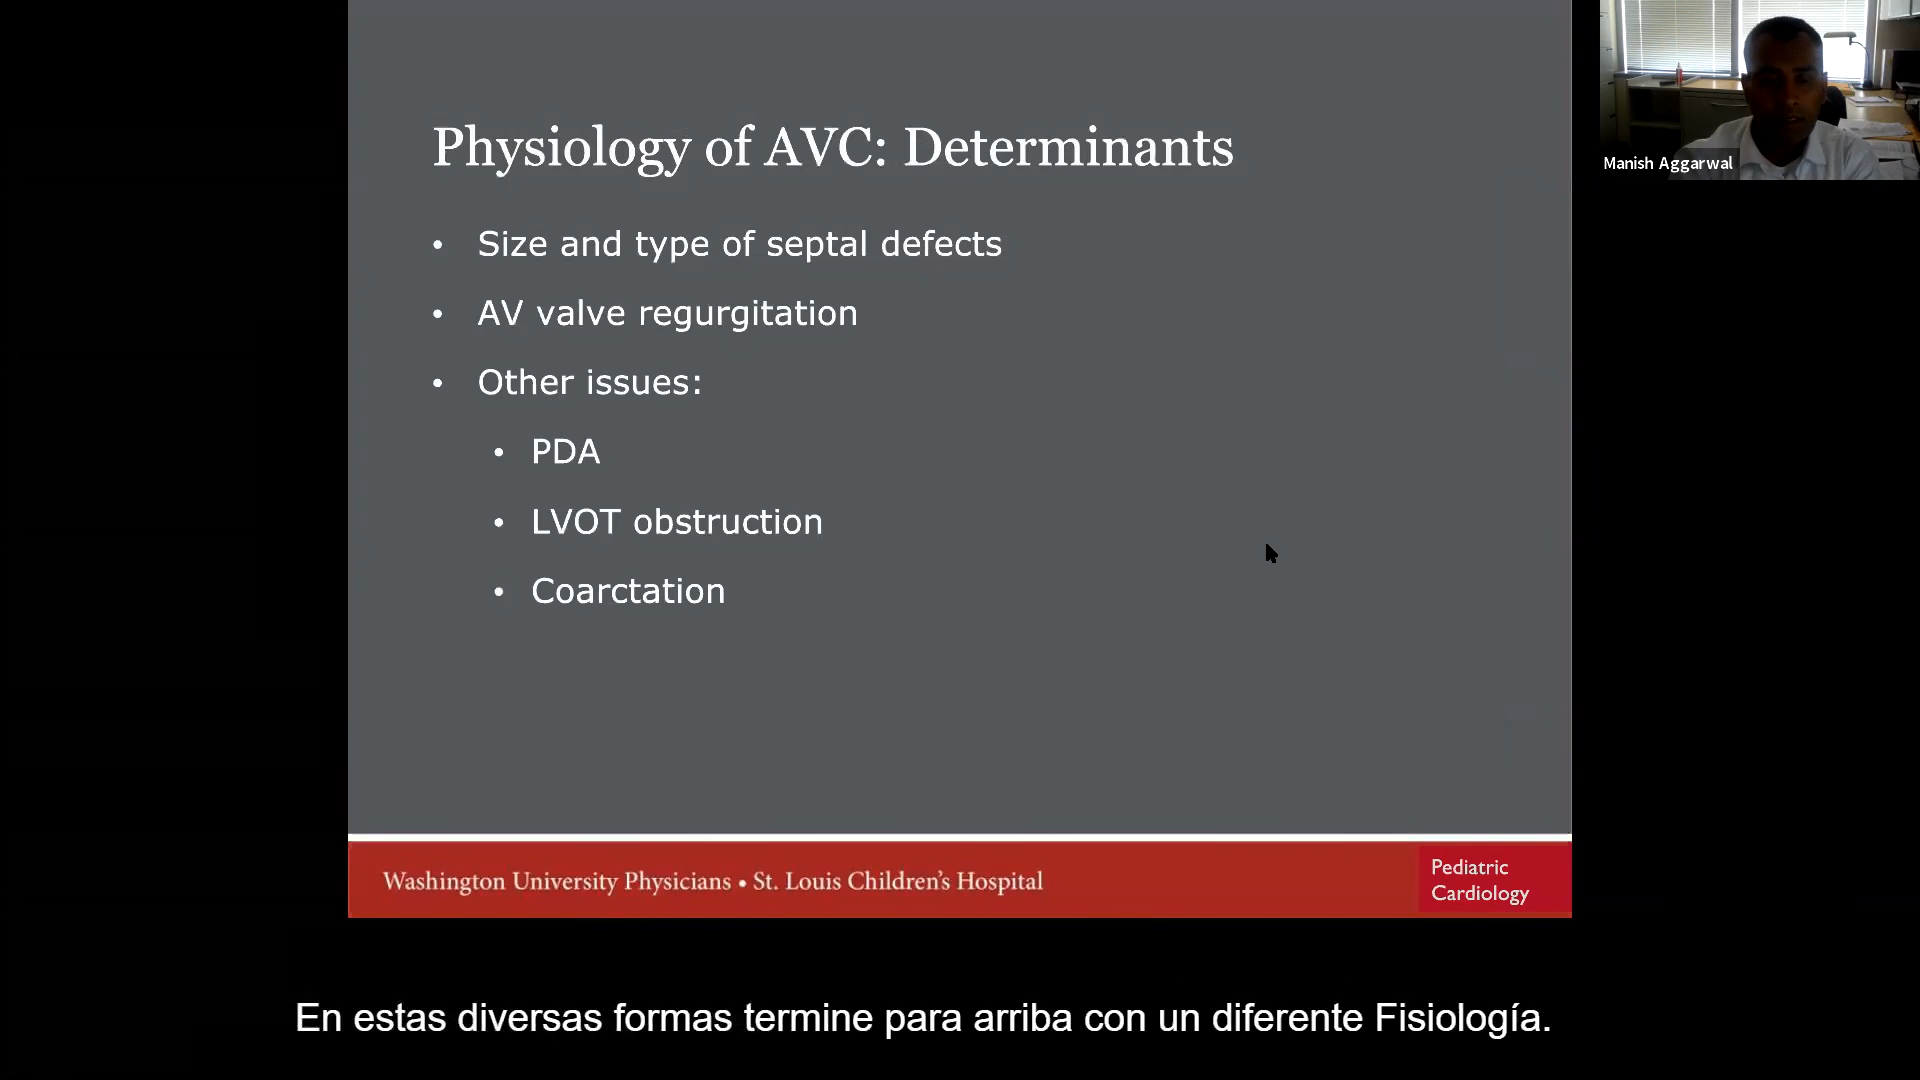 Physiology of AVC: Determinants
• Size and type of septal defects
• AV valve regurgitation
• Other issues:
• PDA
• LVOT obstruction
• Coarctation
Washington University Physicians • St. Louis Children's Hospital
Pediatric
Cardiology
Manish Aggarwal
En estas diversas formas termine para arriba con un diferente Fisiología.